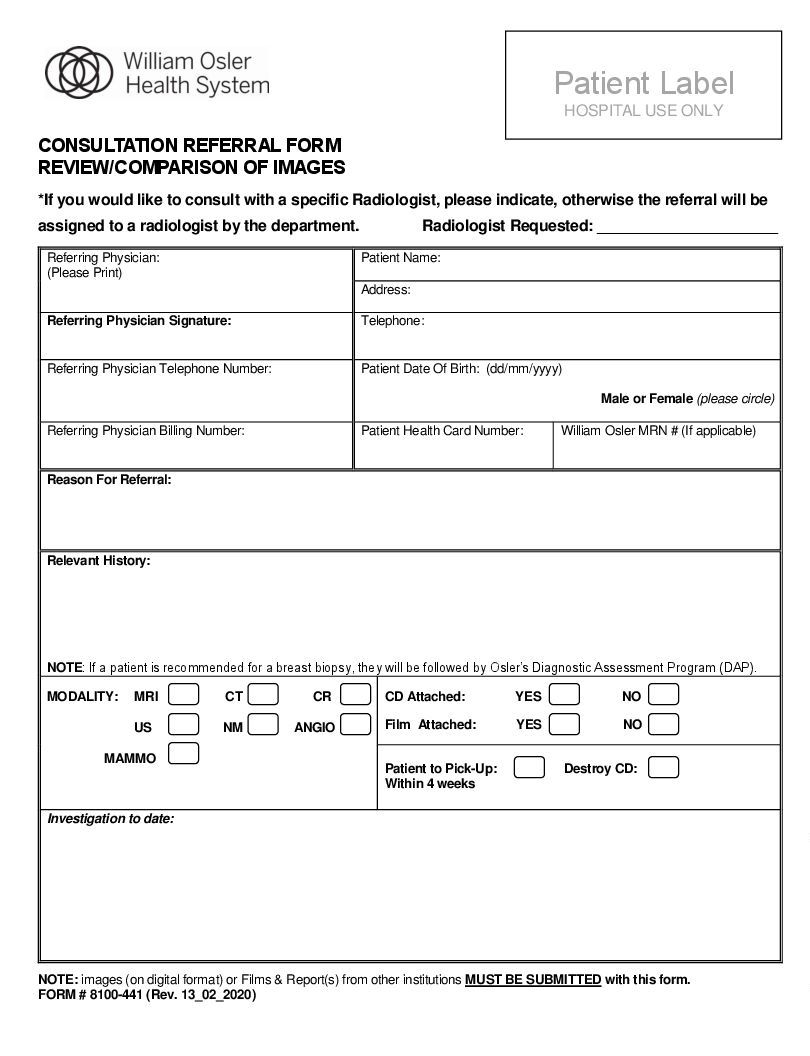 William Osler
Health System
Patient Label
HOSPITAL USE ONLY
CONSULTATION REFERRAL FORM
REVIEW/COMPARISON OF IMAGES
*If you would like to consult with a specific Radiologist, please indicate, otherwise the referral will be
assigned to a radiologist by the department. Radiologist Requested: ____________________
Referring Physician:
(Please Print)
Patient Name:
Address:
Referring Physician Signature:
Telephone:
Referring Physician Telephone Number:
Patient Date Of Birth: (dd/mm/yyyy)
Male or Female (please circle)
Referring Physician Billing Number:
Patient Health Card Number:
William Osler MRN # (If applicable)
Reason For Referral:
Relevant History:
NOTE: If a patient is recommended for a breast biopsy, they will be followed by Osler's Diagnostic Assessment Program (DAP).
MODALITY: MRI CT CR
US NM ANGIO
MAMMO
CD Attached: YES NO
Film Attached: YES NO
Patient to Pick-Up: Destroy CD:
Within 4 weeks
Investigation to date:
NOTE: images (on digital format) or Films & Report(s) from other institutions MUST BE SUBMITTED with this form.
FORM # 8100-441 (Rev. 13_02_2020)